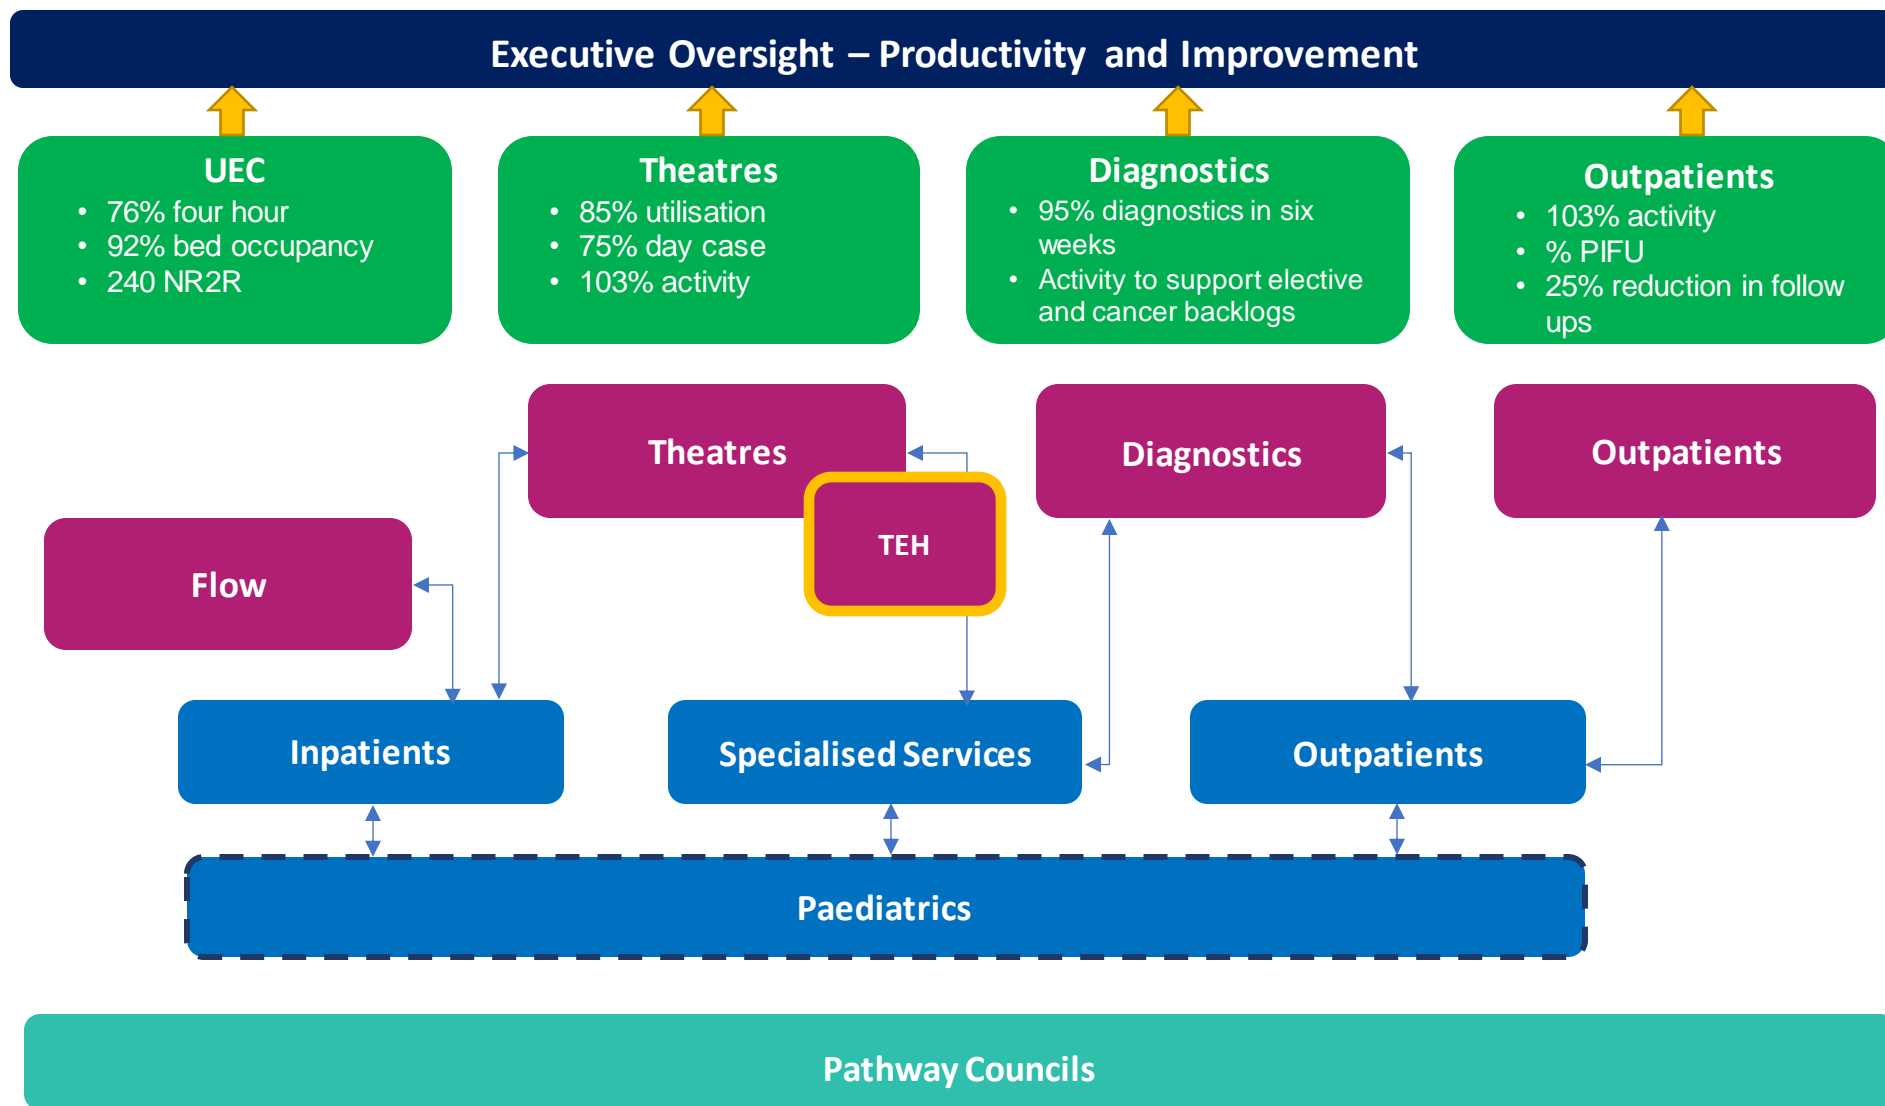 Executive Oversight – Productivity and Improvement
UEC
• 76% four hour
• 92% bed occupancy
• 240 NR2R
Theatres
• 85% utilisation
• 75% day case
• 103% activity
Diagnostics
• 95% diagnostics in six
weeks
• Activity to support elective
and cancer backlogs
Outpatients
• 103% activity
• % PIFU
• 25% reduction in follow
ups
Theatres
Diagnostics
Outpatients
TEH
Flow
Inpatients
Specialised Services
Outpatients
Paediatrics
Pathway Councils